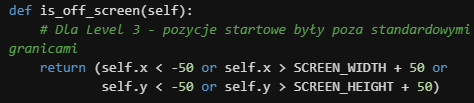 def is_off_screen(self):
    # Dla Level 3 - pozycje startowe były poza standardowymi
granicami
    return (self.x < -50 or self.x > SCREEN_WIDTH + 50 or
            self.y < -50 or self.y > SCREEN_HEIGHT + 50)